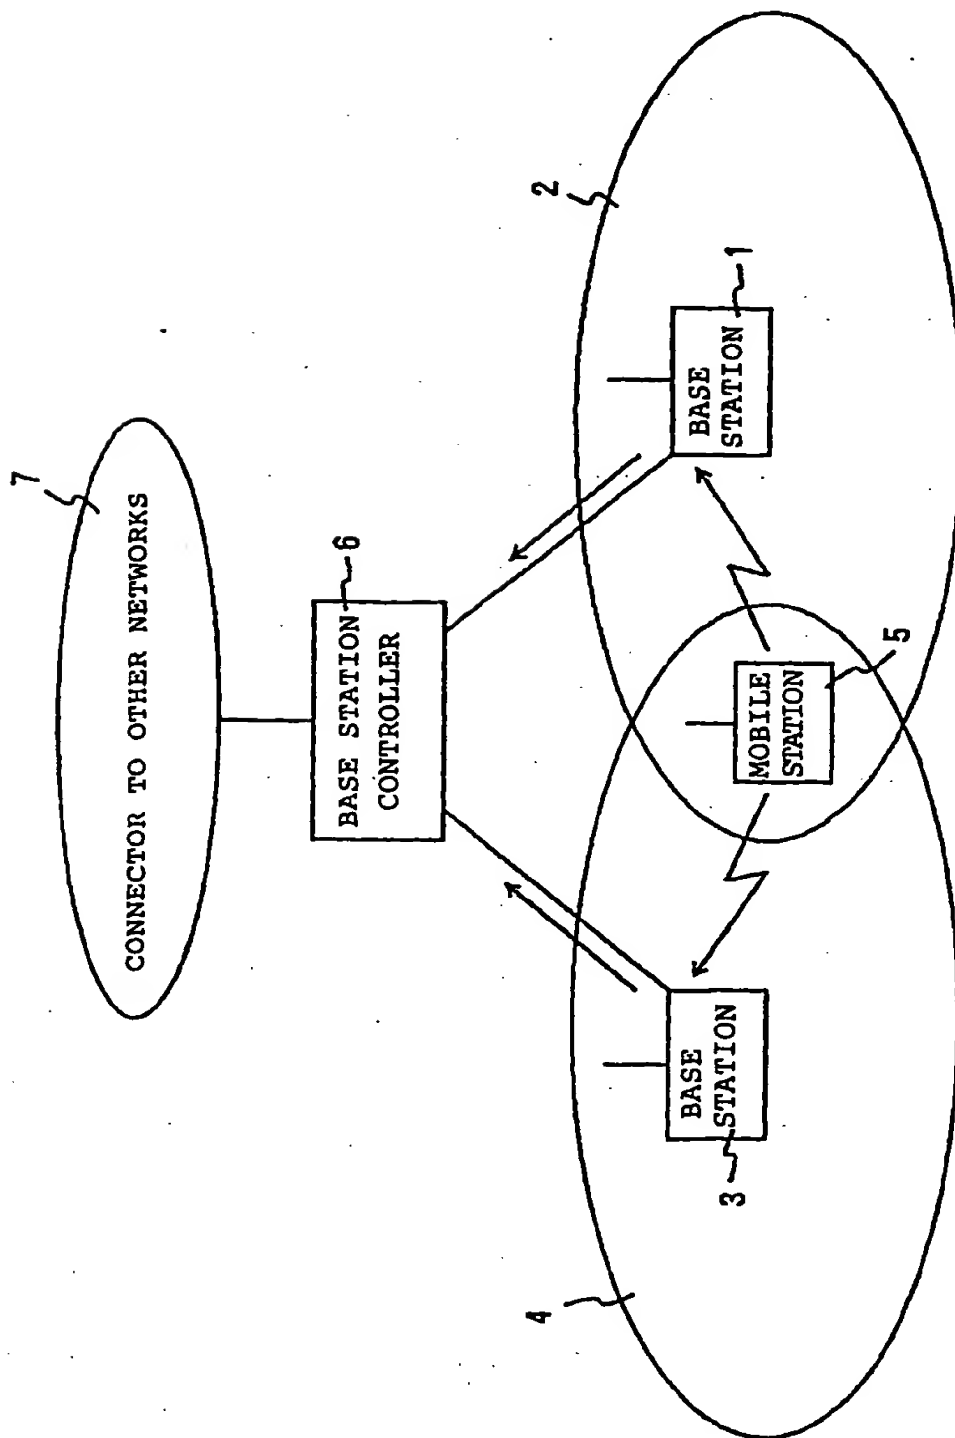 7
CONNECTOR TO OTHER NETWORKS
BASE STATION
CONTROLLER
6
4
2
BASE
STATION
3
MOBILE
STATION
5
BASE
STATION
1